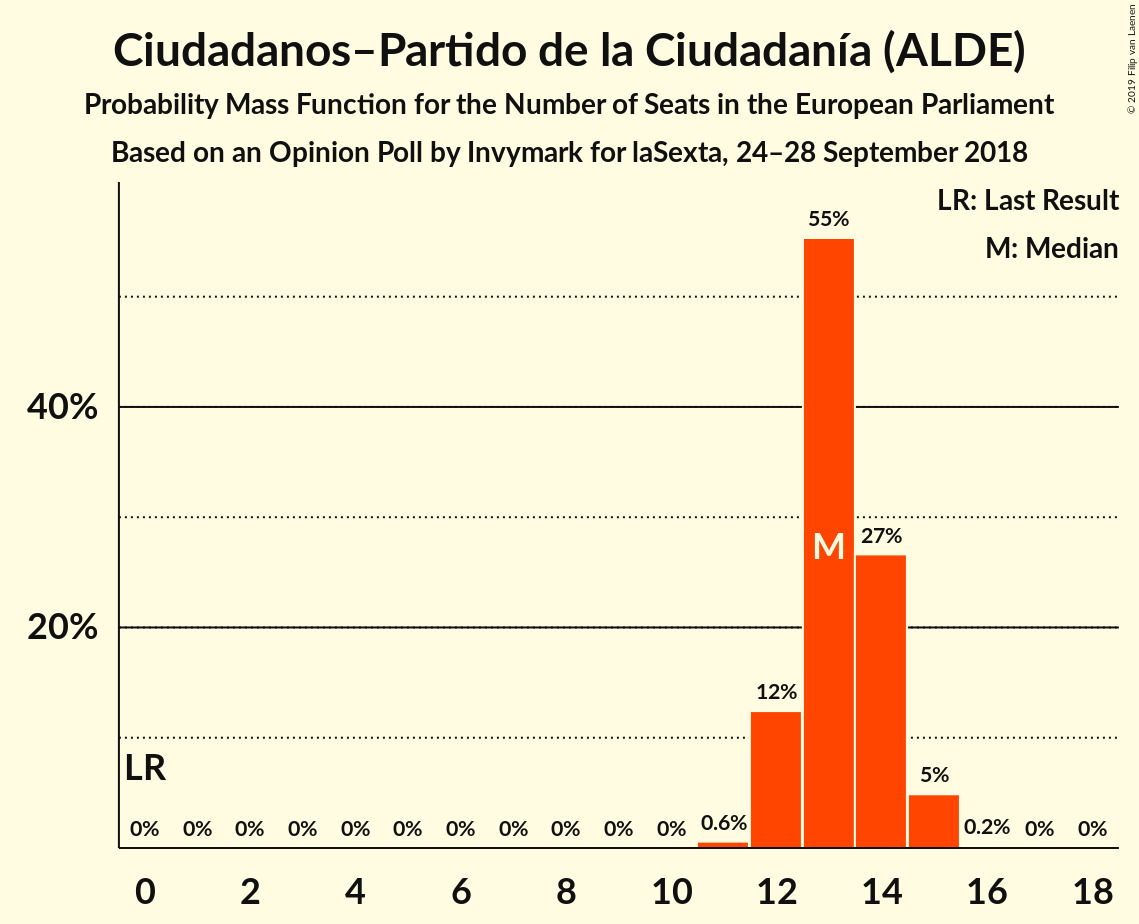 Ciudadanos–Partido de la Ciudadanía (ALDE)
Probability Mass Function for the Number of Seats in the European Parliament
Based on an Opinion Poll by Invymark for laSexta, 24–28 September 2018
© 2019 Filip van Laenen
LR: Last Result
M: Median
55%
40%
M
27%
20%
12%
LR
5%
0% 0% 0% 0% 0% 0% 0% 0% 0% 0% 0% 0.6% 0.2% 0% 0%
0 2 4 6 8 10 12 14 16 18